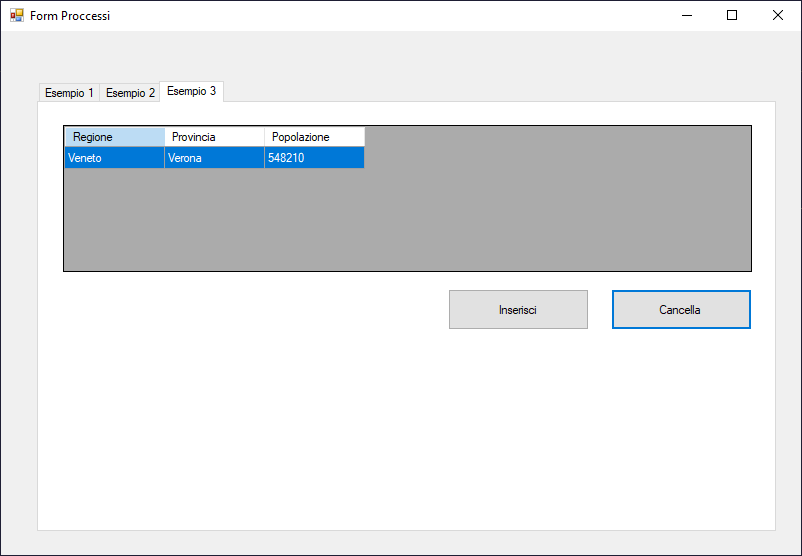 Form Proccessi
Esempio 1 Esempio 2 Esempio 3
Regione Provincia Popolazione
Veneto Verona 548210
Inserisci Cancella